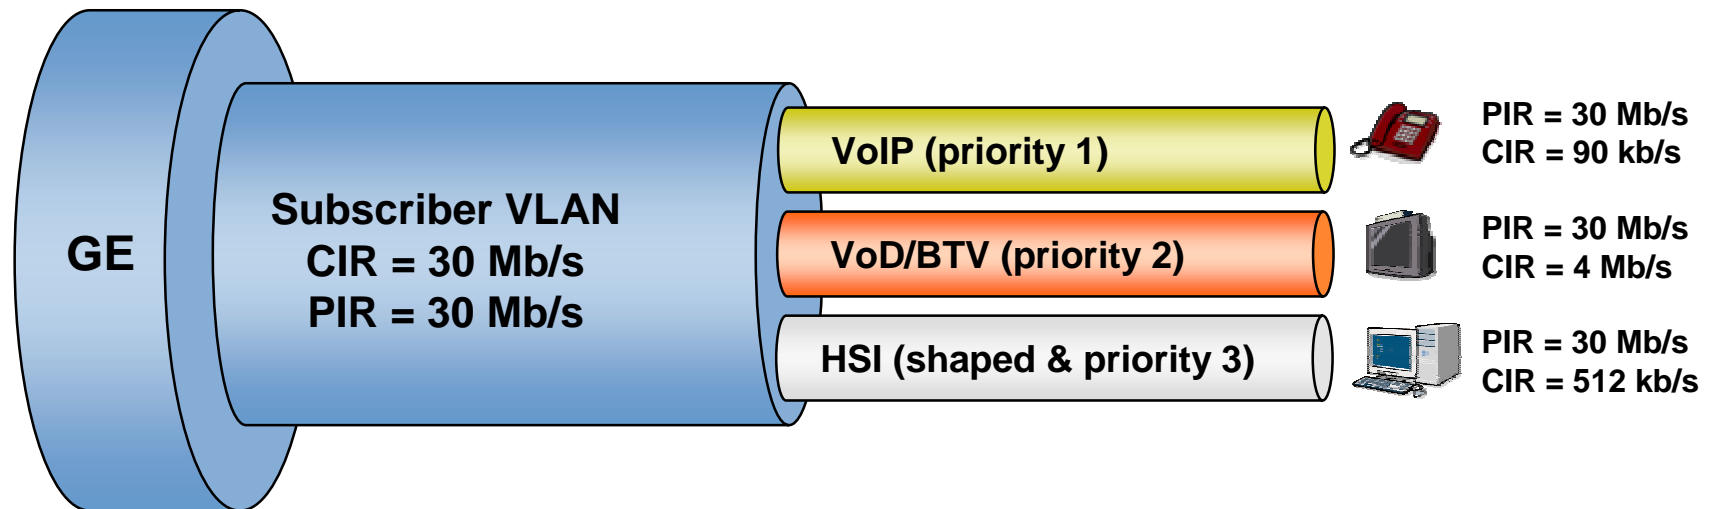 GE
Subscriber VLAN
CIR = 30 Mb/s
PIR = 30 Mb/s
VoIP (priority 1)
PIR = 30 Mb/s
CIR = 90 kb/s
VoD/BTV (priority 2)
PIR = 30 Mb/s
CIR = 4 Mb/s
HSI (shaped & priority 3)
PIR = 30 Mb/s
CIR = 512 kb/s